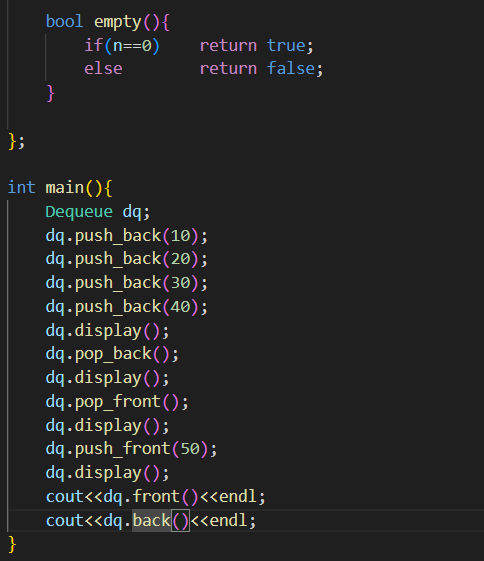 bool empty(){
        if(n==0)    return true;
        else        return false;
    }

};

int main(){
    Dequeue dq;
    dq.push_back(10);
    dq.push_back(20);
    dq.push_back(30);
    dq.push_back(40);
    dq.display();
    dq.pop_back();
    dq.display();
    dq.pop_front();
    dq.display();
    dq.push_front(50);
    dq.display();
    cout<<dq.front()<<endl;
    cout<<dq.back()<<endl;
}